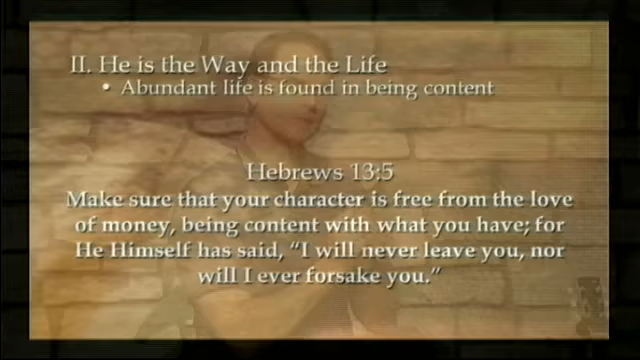 II. He is the Way and the Life
• Abundant life is found in being content
Hebrews 13:5
Make sure that your character is free from the love
of money, being content with what you have; for
He Himself has said, “I will never leave you, nor
will I ever forsake you.”